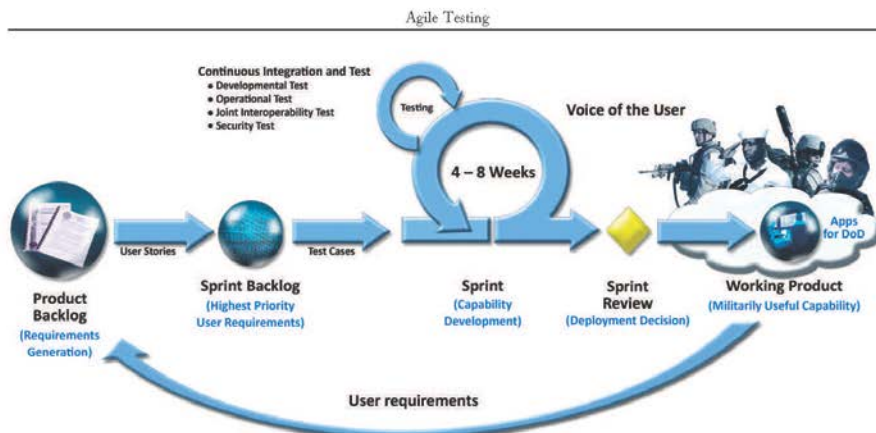 Agile Testing
Continuous Integration and Test
● Developmental Test
● Operational Test
● Joint Interoperability Test
● Security Test
Testing
Voice of the User
4 – 8 Weeks
Apps
for DoD
User Stories
Test Cases
Product
Backlog
(Requirements
Generation)
Sprint Backlog
(Highest Priority
User Requirements)
Sprint
(Capability
Development)
Sprint
Review
(Deployment Decision)
Working Product
(Militarily Useful Capability)
User requirements